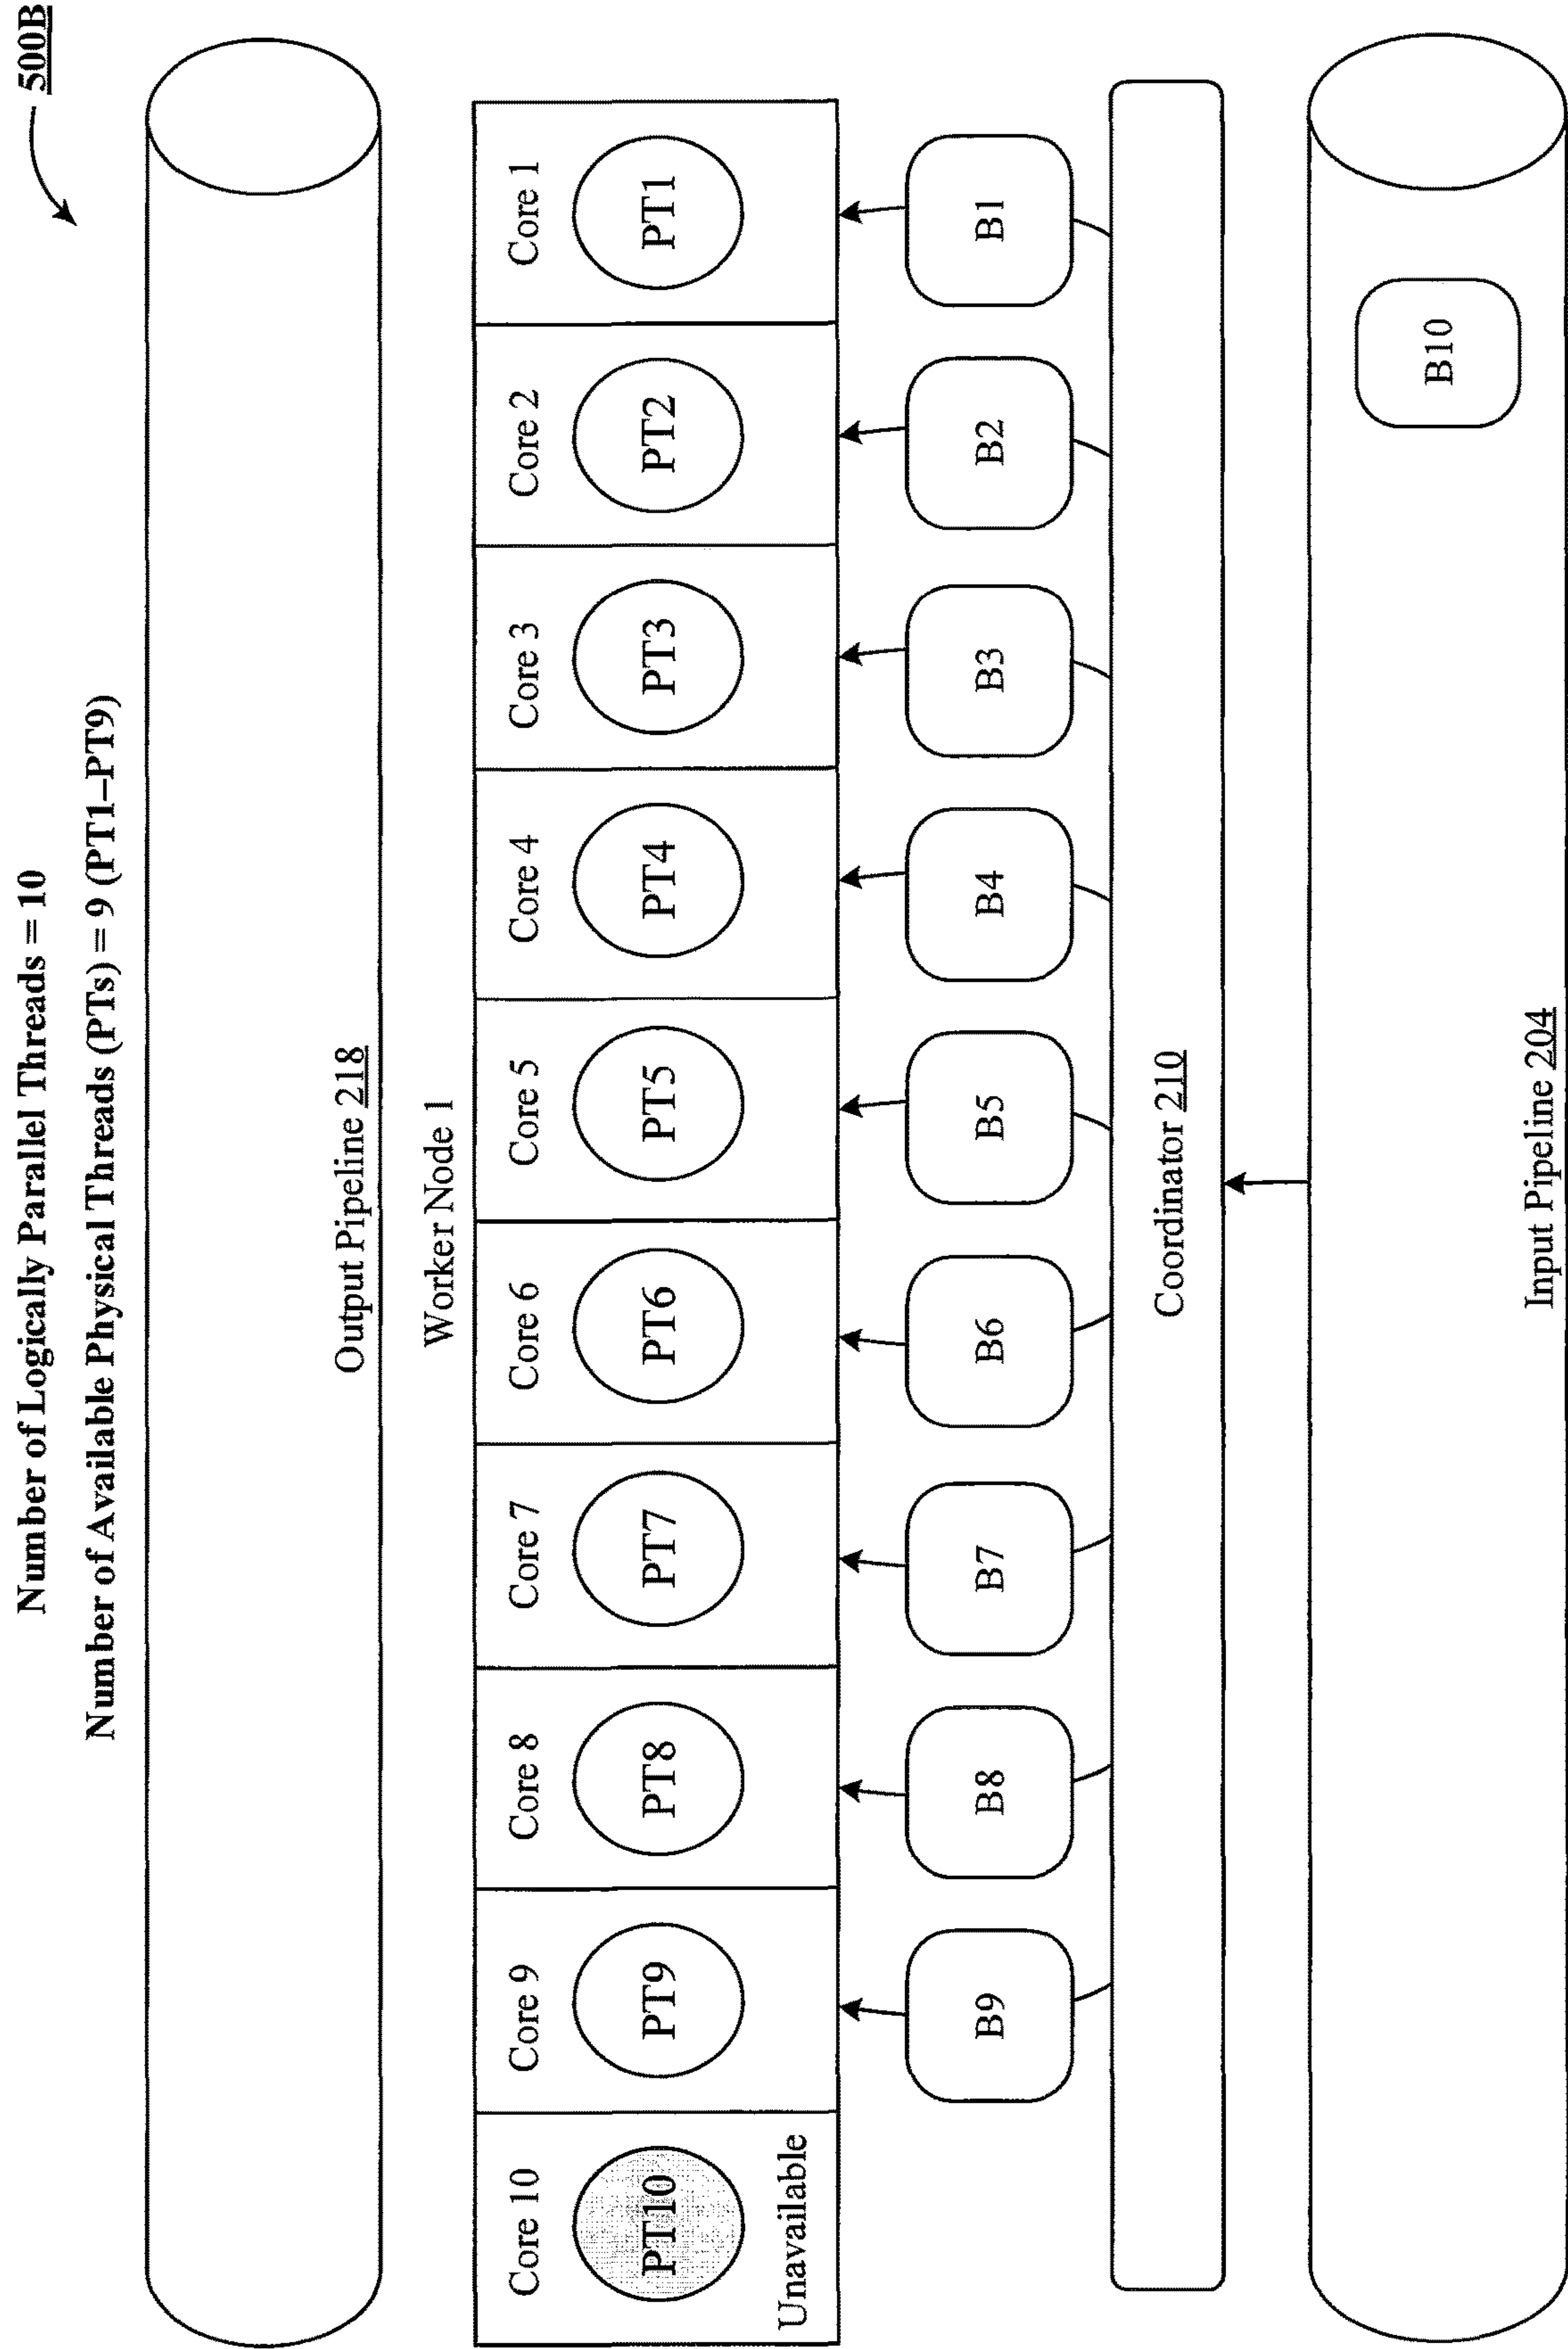 500B
Number of Logically Parallel Threads = 10
Number of Available Physical Threads (PTs) = 9 (PT1–PT9)
Output Pipeline 218
Worker Node 1
Core 10 Core 9 Core 8 Core 7 Core 6 Core 5 Core 4 Core 3 Core 2 Core 1
PT10 PT9 PT8 PT7 PT6 PT5 PT4 PT3 PT2 PT1
Unavailable
B9 B8 B7 B6 B5 B4 B3 B2 B1
Coordinator 210
B10
Input Pipeline 204